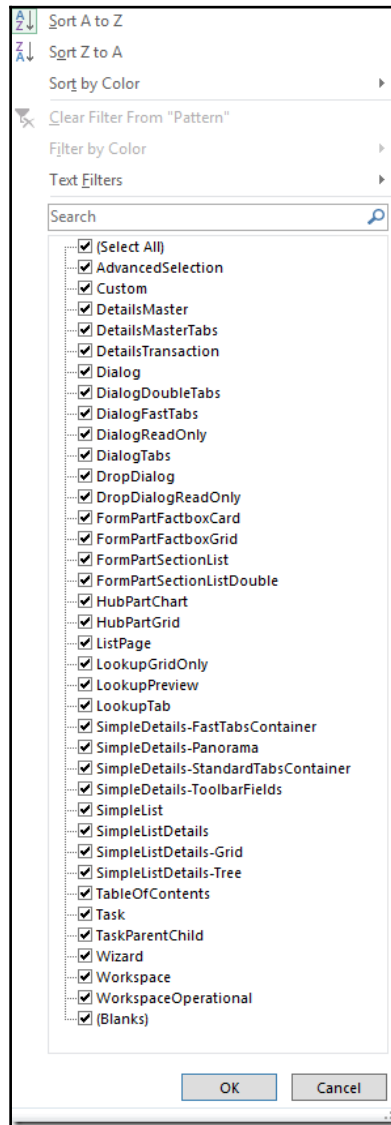 Sort A to Z
Sort Z to A
Sort by Color
Clear Filter From "Pattern"
Filter by Color
Text Filters
Search
(Select All)
AdvancedSelection
Custom
DetailsMaster
DetailsMasterTabs
DetailsTransaction
Dialog
DialogDoubleTabs
DialogFastTabs
DialogReadOnly
DialogTabs
DropDialog
DropDialogReadOnly
FormPartFactboxCard
FormPartFactboxGrid
FormPartSectionList
FormPartSectionListDouble
HubPartChart
HubPartGrid
ListPage
LookupGridOnly
LookupPreview
LookupTab
SimpleDetails-FastTabsContainer
SimpleDetails-Panorama
SimpleDetails-StandardTabsContainer
SimpleDetails-ToolbarFields
SimpleList
SimpleListDetails
SimpleListDetails-Grid
SimpleListDetails-Tree
TableOfContents
Task
TaskParentChild
Wizard
Workspace
WorkspaceOperational
(Blanks)
OK Cancel